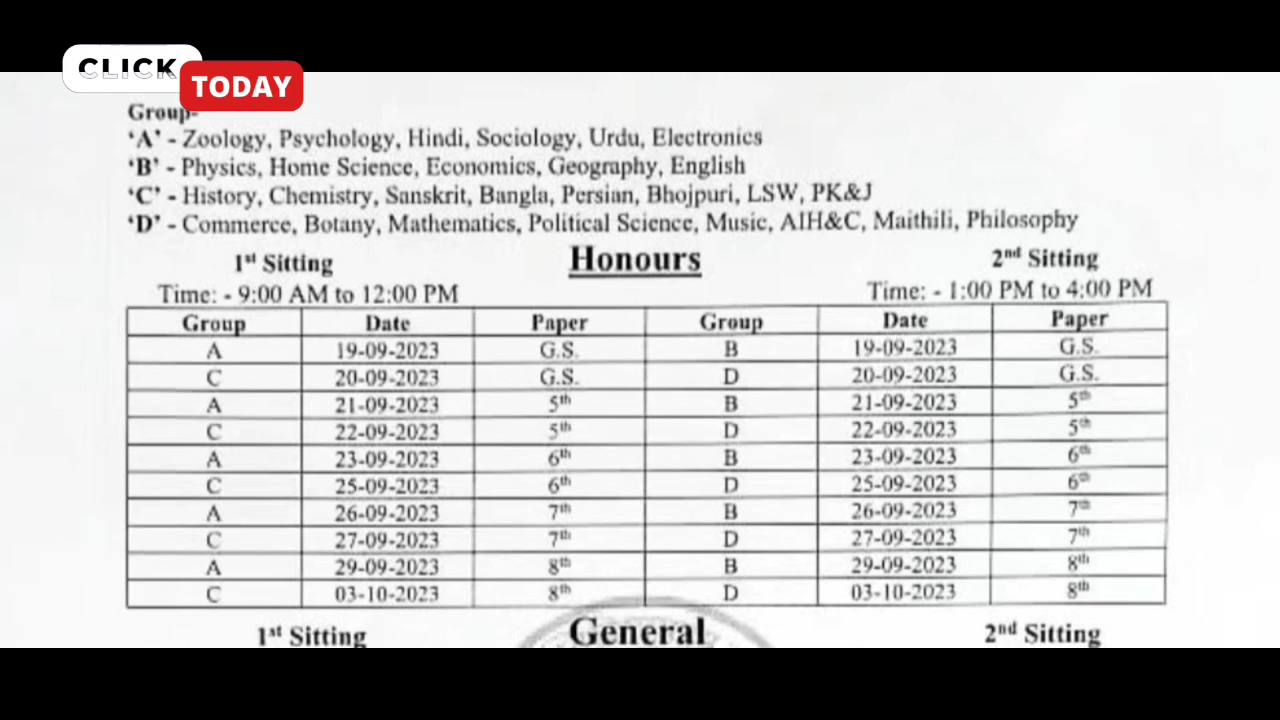 CLICK
TODAY
Group-
‘A’ - Zoology, Psychology, Hindi, Sociology, Urdu, Electronics
‘B’ - Physics, Home Science, Economics, Geography, English
‘C’ - History, Chemistry, Sanskrit, Bangla, Persian, Bhojpuri, LSW, PK&J
‘D’ - Commerce, Botany, Mathematics, Political Science, Music, AIH&C, Maithili, Philosophy
1st Sitting Honours 2nd Sitting
Time: - 9:00 AM to 12:00 PM Time: - 1:00 PM to 4:00 PM
Group Date Paper Group Date Paper
A 19-09-2023 G.S. B 19-09-2023 G.S.
C 20-09-2023 G.S. D 20-09-2023 G.S.
A 21-09-2023 5th B 21-09-2023 5th
C 22-09-2023 5th D 22-09-2023 5th
A 23-09-2023 6th B 23-09-2023 6th
C 25-09-2023 6th D 25-09-2023 6th
A 26-09-2023 7th B 26-09-2023 7th
C 27-09-2023 7th D 27-09-2023 7th
A 29-09-2023 8th B 29-09-2023 8th
C 03-10-2023 8th D 03-10-2023 8th
1st Sitting General 2nd Sitting